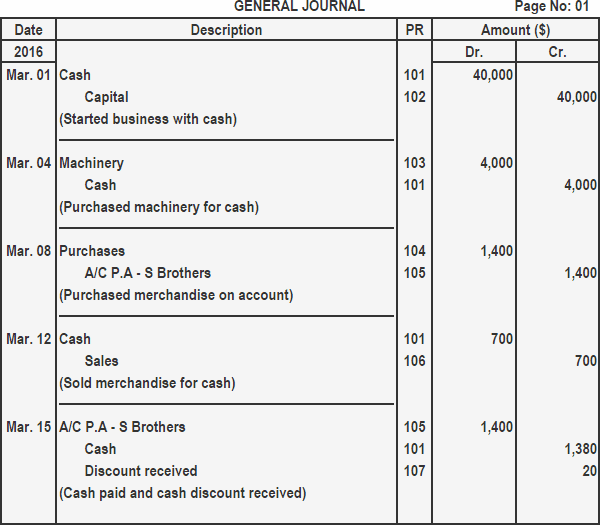 GENERAL JOURNAL Page No: 01
Date Description PR Amount ($)
2016 Dr. Cr.
Mar. 01 Cash 101 40,000
Capital 102 40,000
(Started business with cash)
Mar. 04 Machinery 103 4,000
Cash 101 4,000
(Purchased machinery for cash)
Mar. 08 Purchases 104 1,400
A/C P.A - S Brothers 105 1,400
(Purchased merchandise on account)
Mar. 12 Cash 101 700
Sales 106 700
(Sold merchandise for cash)
Mar. 15 A/C P.A - S Brothers 105 1,400
Cash 101 1,380
Discount received 107 20
(Cash paid and cash discount received)